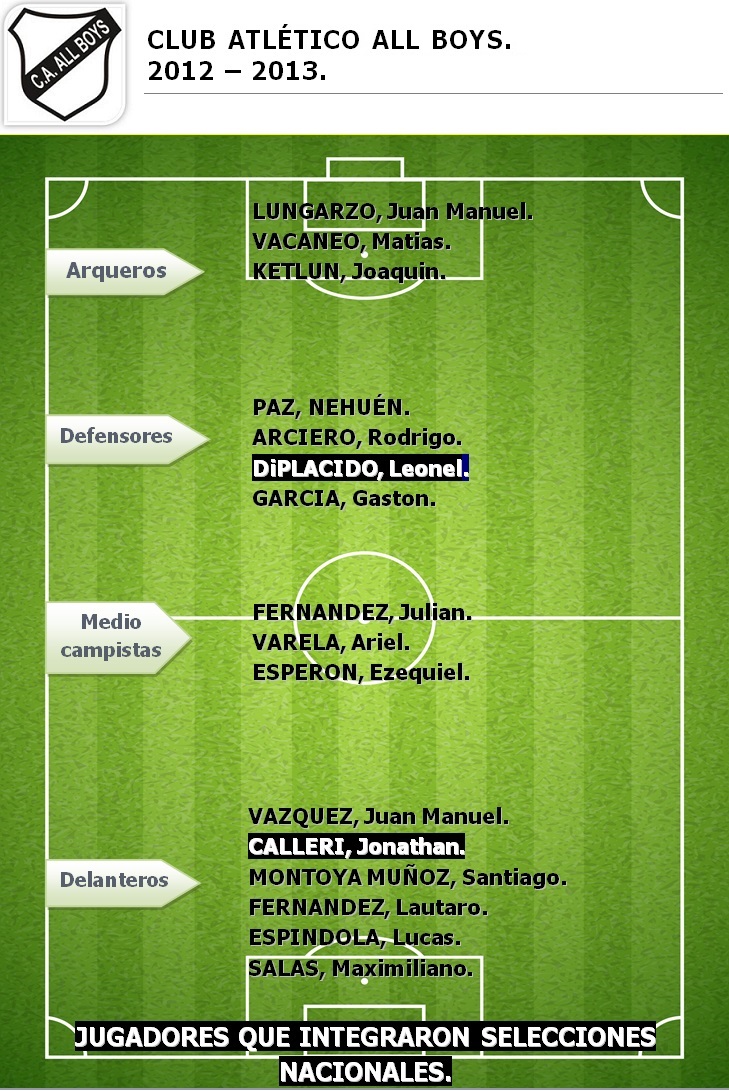 C.A. ALL BOYS
CLUB ATLÉTICO ALL BOYS.
2012 – 2013.
Arqueros
LUNGARZO, Juan Manuel.
VACANEO, Matias.
KETLUN, Joaquin.
Defensores
PAZ, NEHUÉN.
ARCIERO, Rodrigo.
DiPLACIDO, Leonel.
GARCIA, Gaston.
Medio
campistas
FERNANDEZ, Julian.
VARELA, Ariel.
ESPERON, Ezequiel.
Delanteros
VAZQUEZ, Juan Manuel.
CALLERI, Jonathan.
MONTOYA MUÑOZ, Santiago.
FERNANDEZ, Lautaro.
ESPINDOLA, Lucas.
SALAS, Maximiliano.
JUGADORES QUE INTEGRARON SELECCIONES
NACIONALES.